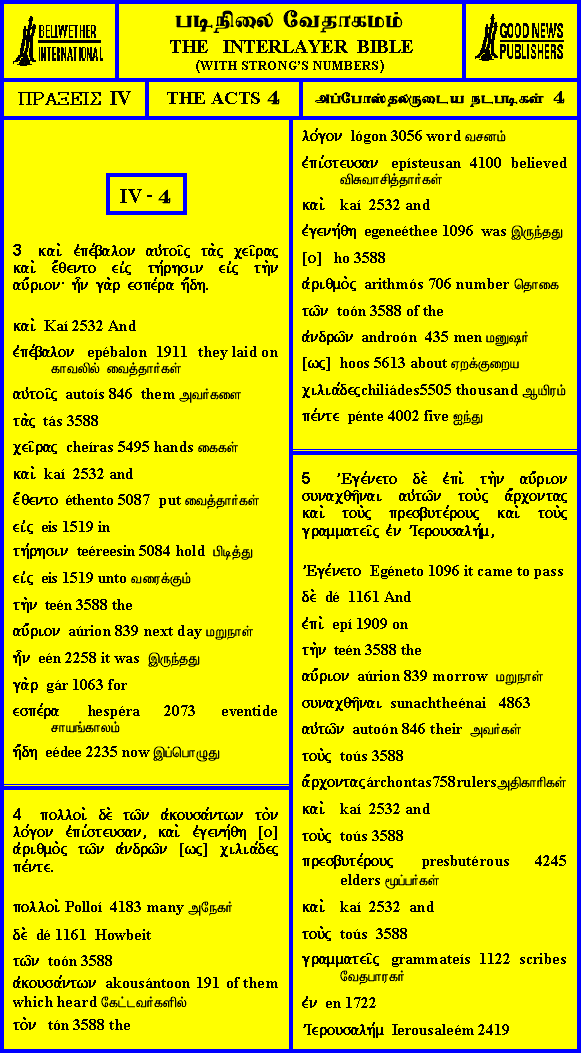 BELLWETHER
INTERNATIONAL
படிநிலை வேதாகமம்
THE INTERLAYER BIBLE
(WITH STRONG'S NUMBERS)
GOOD NEWS
PUBLISHERS
ΠΡΑΞΕΙΣ IV
THE ACTS 4
அப்போஸ்தலருடைய நடபடிகள் 4
IV - 4
3 καὶ ἐπέβαλον αὐτοῖς τὰς χεῖρας
καὶ ἔθεντο εἰς τήρησιν εἰς τὴν
αὔριον· ἦν γὰρ εσπέρα ἤδη.
καὶ Kaí 2532 And
ἐπέβαλον epébalon 1911 they laid on
காவலில் வைத்தார்கள்
αὐτοῖς autoís 846 them அவர்களை
τὰς tás 3588
χεῖρας cheíras 5495 hands கைகள்
καὶ kaí 2532 and
ἔθεντο éthento 5087 put வைத்தார்கள்
εἰς eis 1519 in
τήρησιν teéreesin 5084 hold பிடித்து
εἰς eis 1519 unto வரைக்கும்
τὴν teén 3588 the
αὔριον aúrion 839 next day மறுநாள்
ἦν eén 2258 it was இருந்தது
γὰρ gár 1063 for
εσπέρα hespéra 2073 eventide
சாயங்காலம்
ἤδη eédee 2235 now இப்பொழுது
4 πολλοὶ δὲ τῶν ἀκουσάντων τὸν
λόγον ἐπίστευσαν, καὶ ἐγενήθη [ο]
ἀριθμὸς τῶν ἀνδρῶν [ως] χιλιάδες
πέντε.
πολλοὶ Polloí 4183 many அநேகர்
δὲ dé 1161 Howbeit
τῶν toón 3588
ἀκουσάντων akousántoon 191 of them
which heard கேட்டவர்களில்
τὸν tón 3588 the
λόγον lógon 3056 word வசனம்
ἐπίστευσαν epísteusan 4100 believed
விசுவாசித்தார்கள்
καὶ kaí 2532 and
ἐγενήθη egeneéthee 1096 was இருந்தது
[ο] ho 3588
ἀριθμὸς arithmós 706 number தொகை
τῶν toón 3588 of the
ἀνδρῶν androón 435 men மனுஷர்
[ως] hoos 5613 about ஏறக்குறைய
χιλιάδες chiliádes5505 thousand ஆயிரம்
πέντε pénte 4002 five ஐந்து
5 Ἐγένετο δὲ ἐπὶ τὴν αὔριον
συναχθῆναι αὐτῶν τοὺς ἄρχοντας
καὶ τοὺς πρεσβυτέρους καὶ τοὺς
γραμματεῖς ἐν Ἰερουσαλήμ,
Ἐγένετο Egéneto 1096 it came to pass
δὲ dé 1161 And
ἐπὶ epí 1909 on
τὴν teén 3588 the
αὔριον aúrion 839 morrow மறுநாள்
συναχθῆναι sunachtheénai 4863
αὐτῶν autoón 846 their அவர்கள்
τοὺς toús 3588
ἄρχοντας árchontas758rulers அதிகாரிகள்
καὶ kaí 2532 and
τοὺς toús 3588
πρεσβυτέρους presbutérous 4245
elders மூப்பர்கள்
καὶ kaí 2532 and
τοὺς toús 3588
γραμματεῖς grammateís 1122 scribes
வேதபாரகர்
ἐν en 1722
Ἰερουσαλήμ Ierousaleém 2419